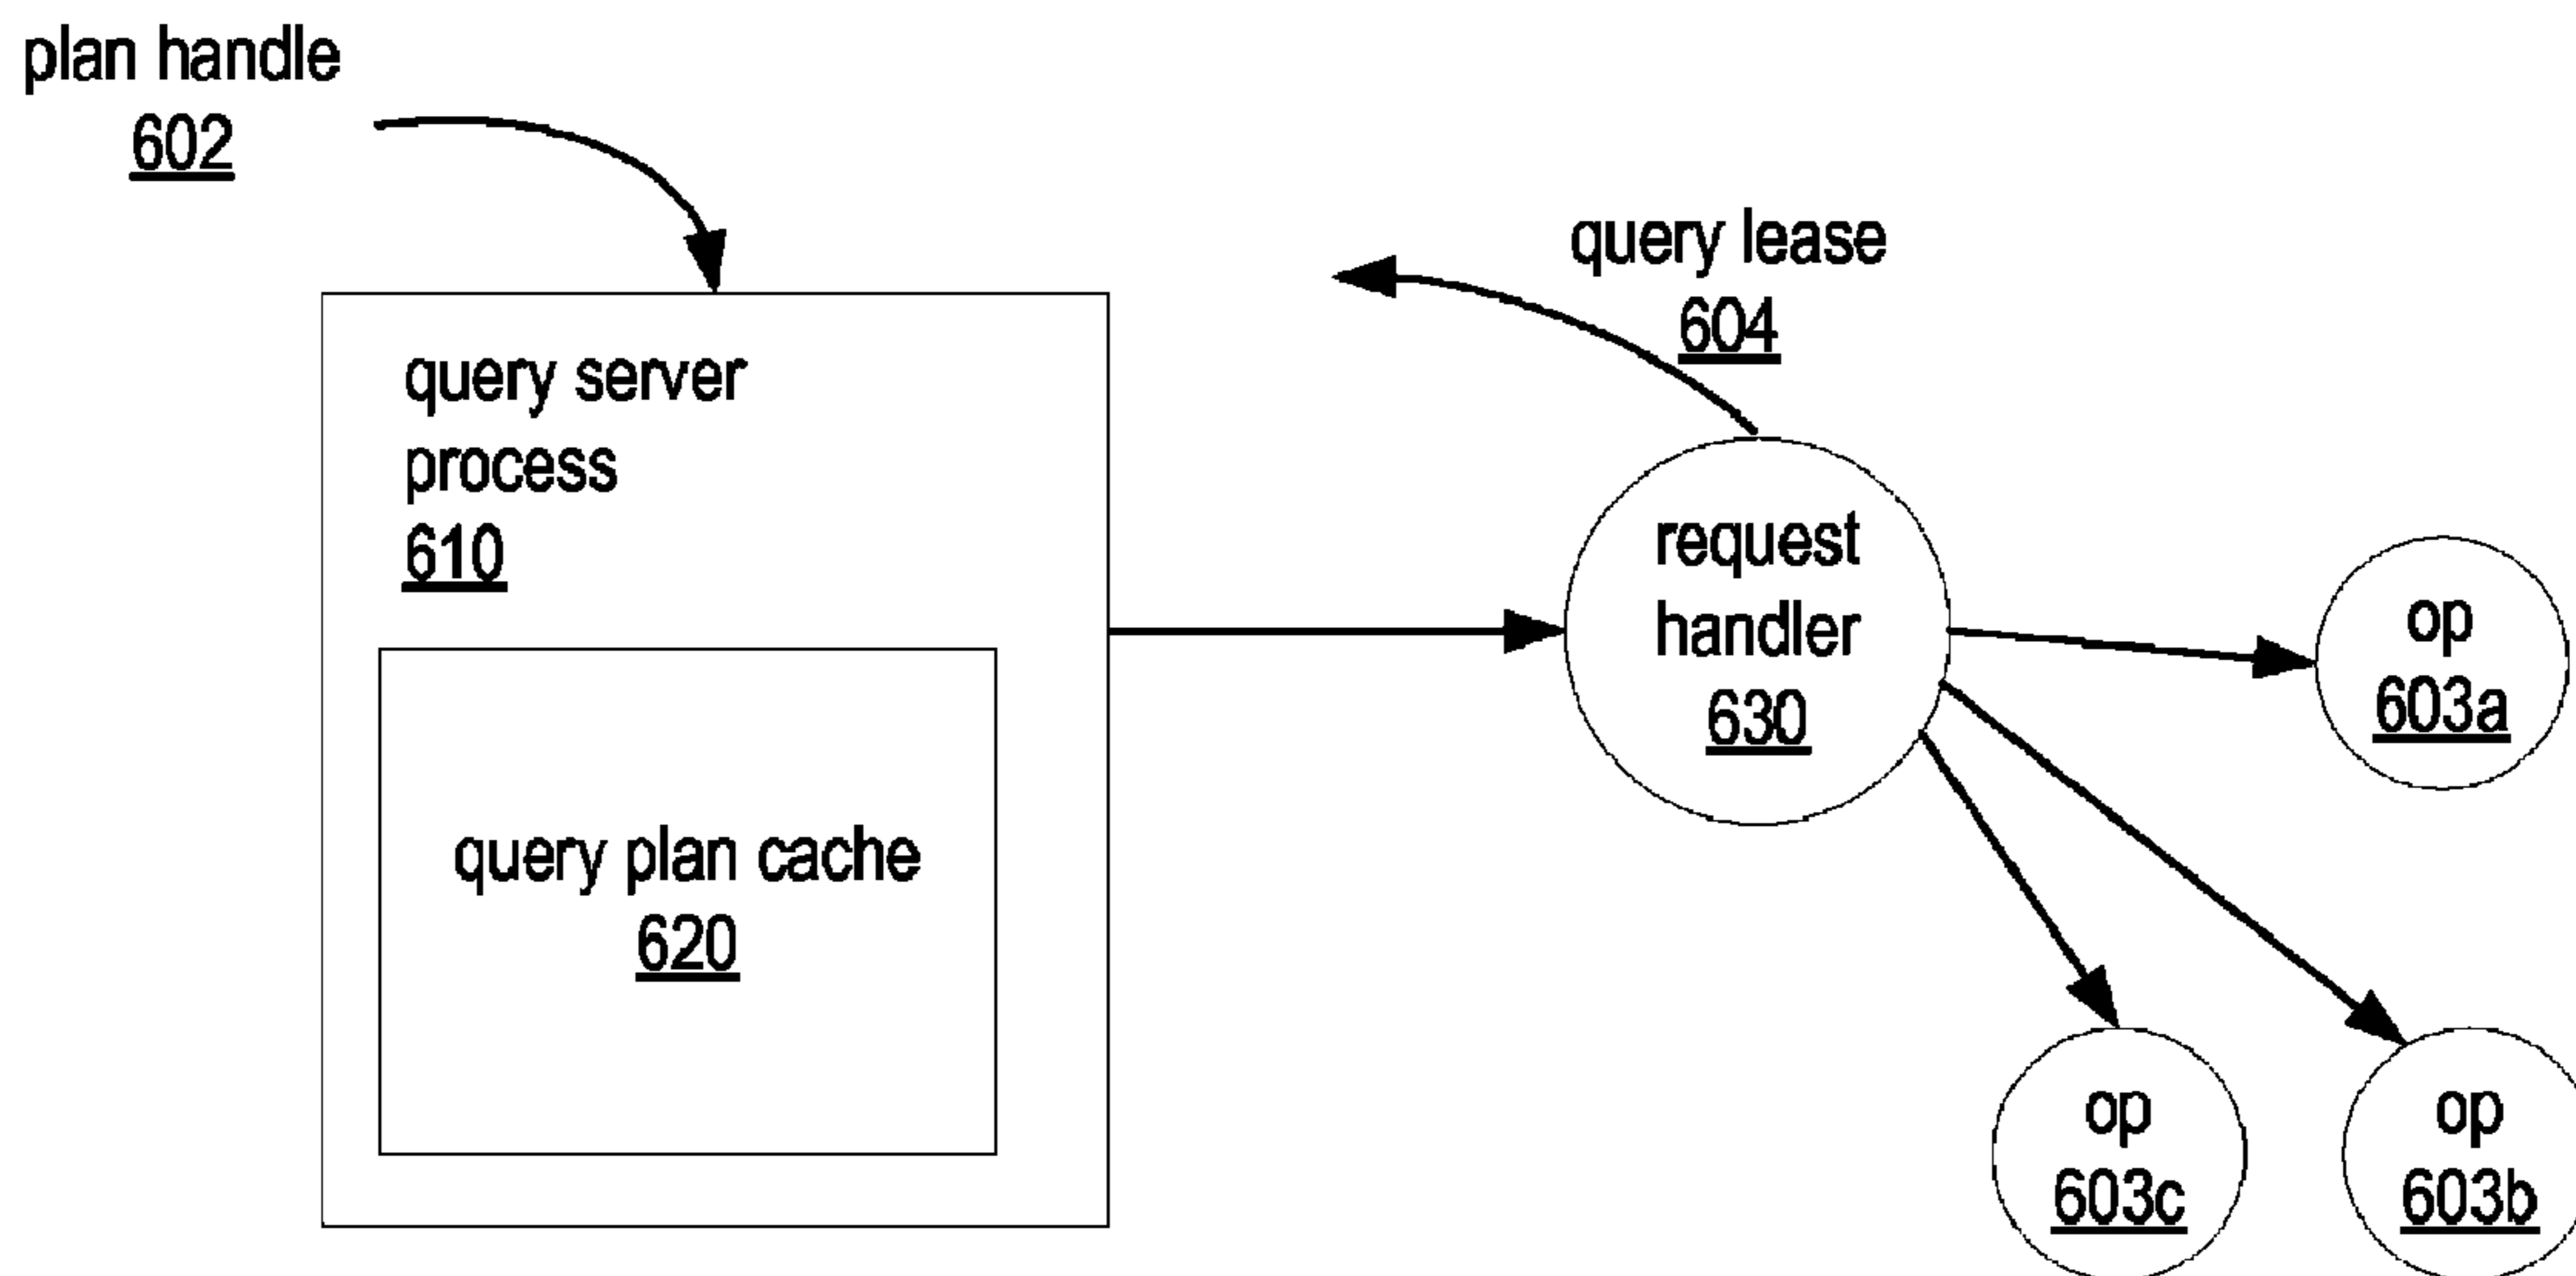 plan handle
602
query lease
604
query server
process
610
query plan cache
620
request
handler
630
op
603a
op
603c
op
603b